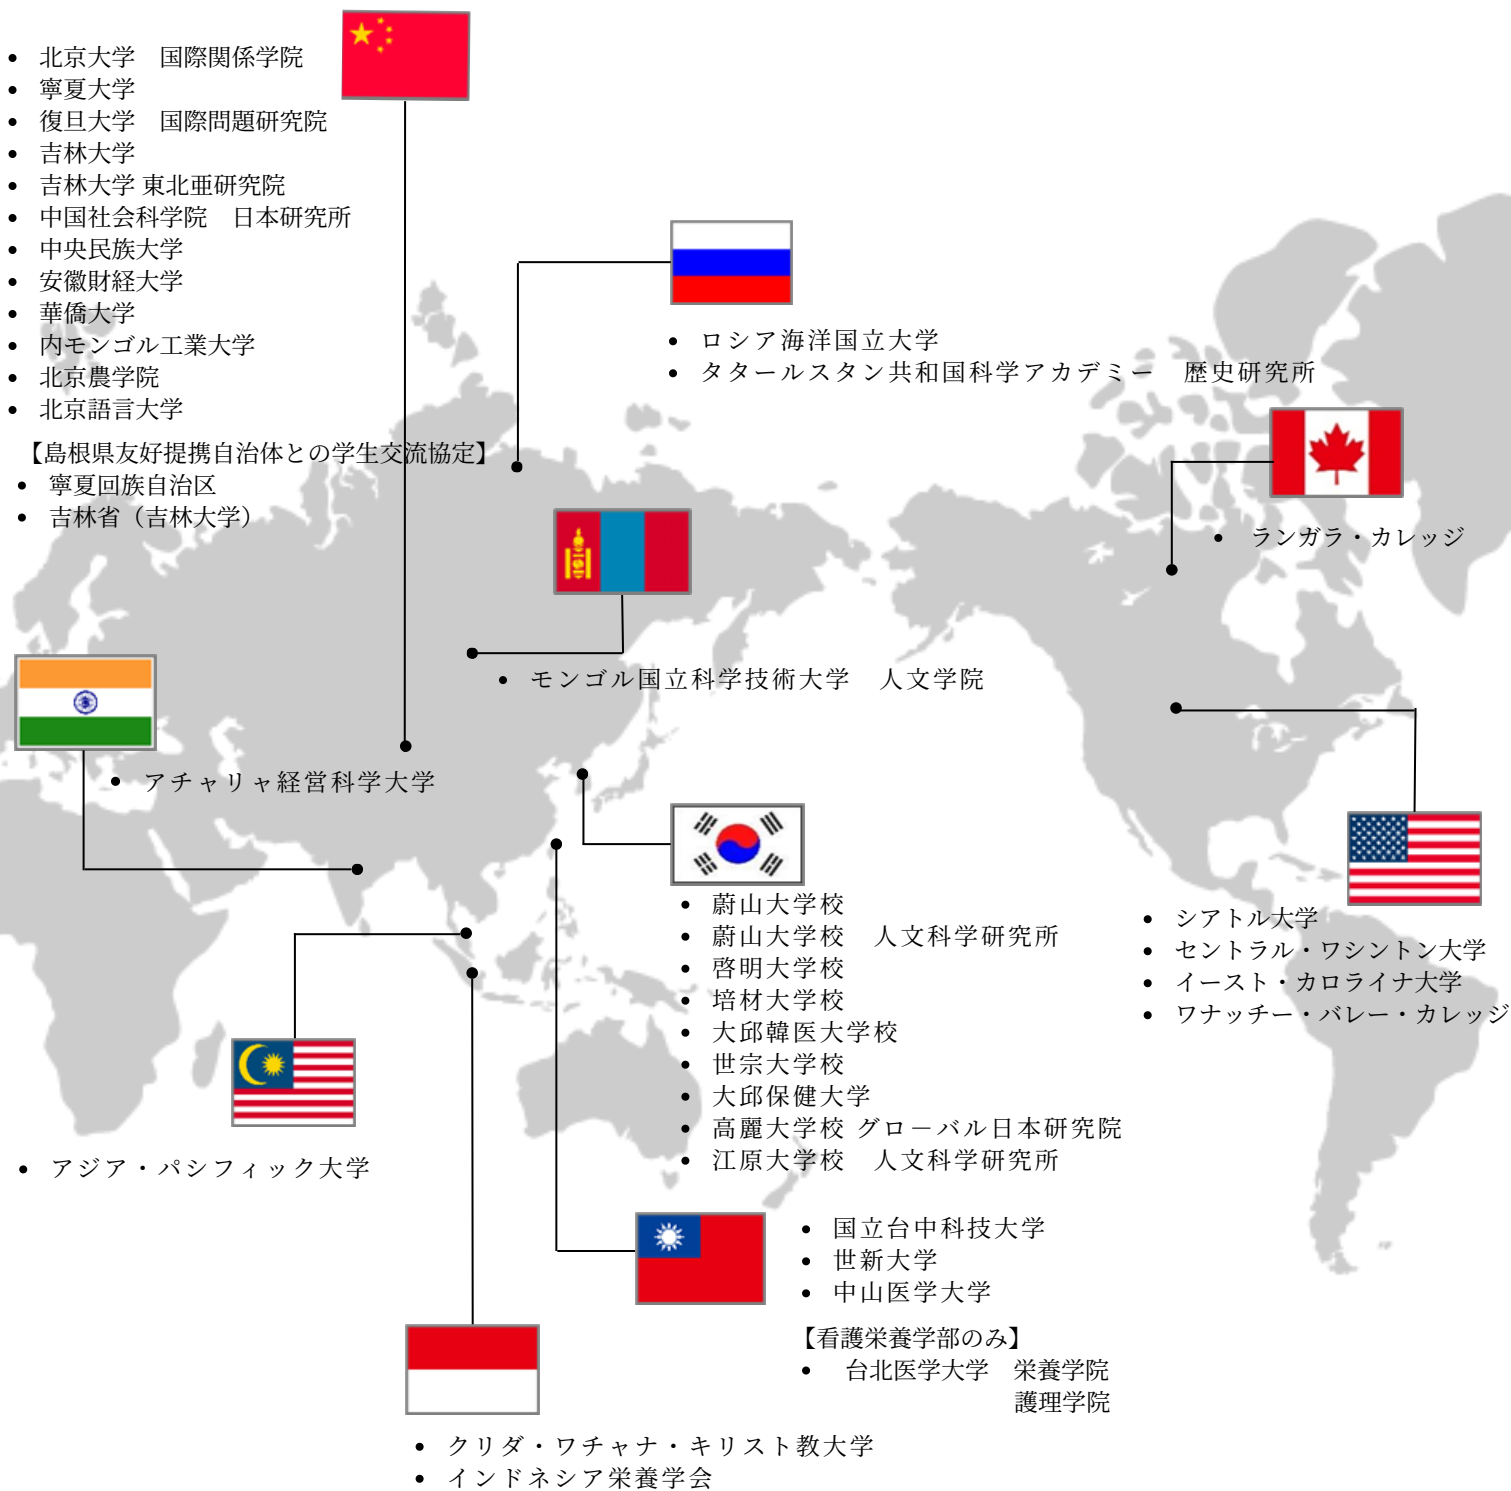 北京大学　国際関係学院
寧夏大学
復旦大学　国際問題研究院
吉林大学
吉林大学 東北亜研究院
中国社会科学院　日本研究所
中央民族大学
安徽財経大学
華僑大学
内モンゴル工業大学
北京農学院
北京語言大学
【島根県友好提携自治体との学生交流協定】
寧夏回族自治区
吉林省（吉林大学）
ロシア海洋国立大学
タタールスタン共和国科学アカデミー　歴史研究所
ランガラ・カレッジ
モンゴル国立科学技術大学　人文学院
アチャリャ経営科学大学
蔚山大学校
蔚山大学校　人文科学研究所
啓明大学校
培材大学校
大邱韓医大学校
世宗大学校
大邱保健大学
高麗大学校 グローバル日本研究院
江原大学校　人文科学研究所
シアトル大学
セントラル・ワシントン大学
イースト・カロライナ大学
ワナッチー・バレー・カレッジ
アジア・パシフィック大学
国立台中科技大学
世新大学
中山医学大学
【看護栄養学部のみ】
台北医学大学　栄養学院
護理学院
クリダ・ワチャナ・キリスト教大学
インドネシア栄養学会